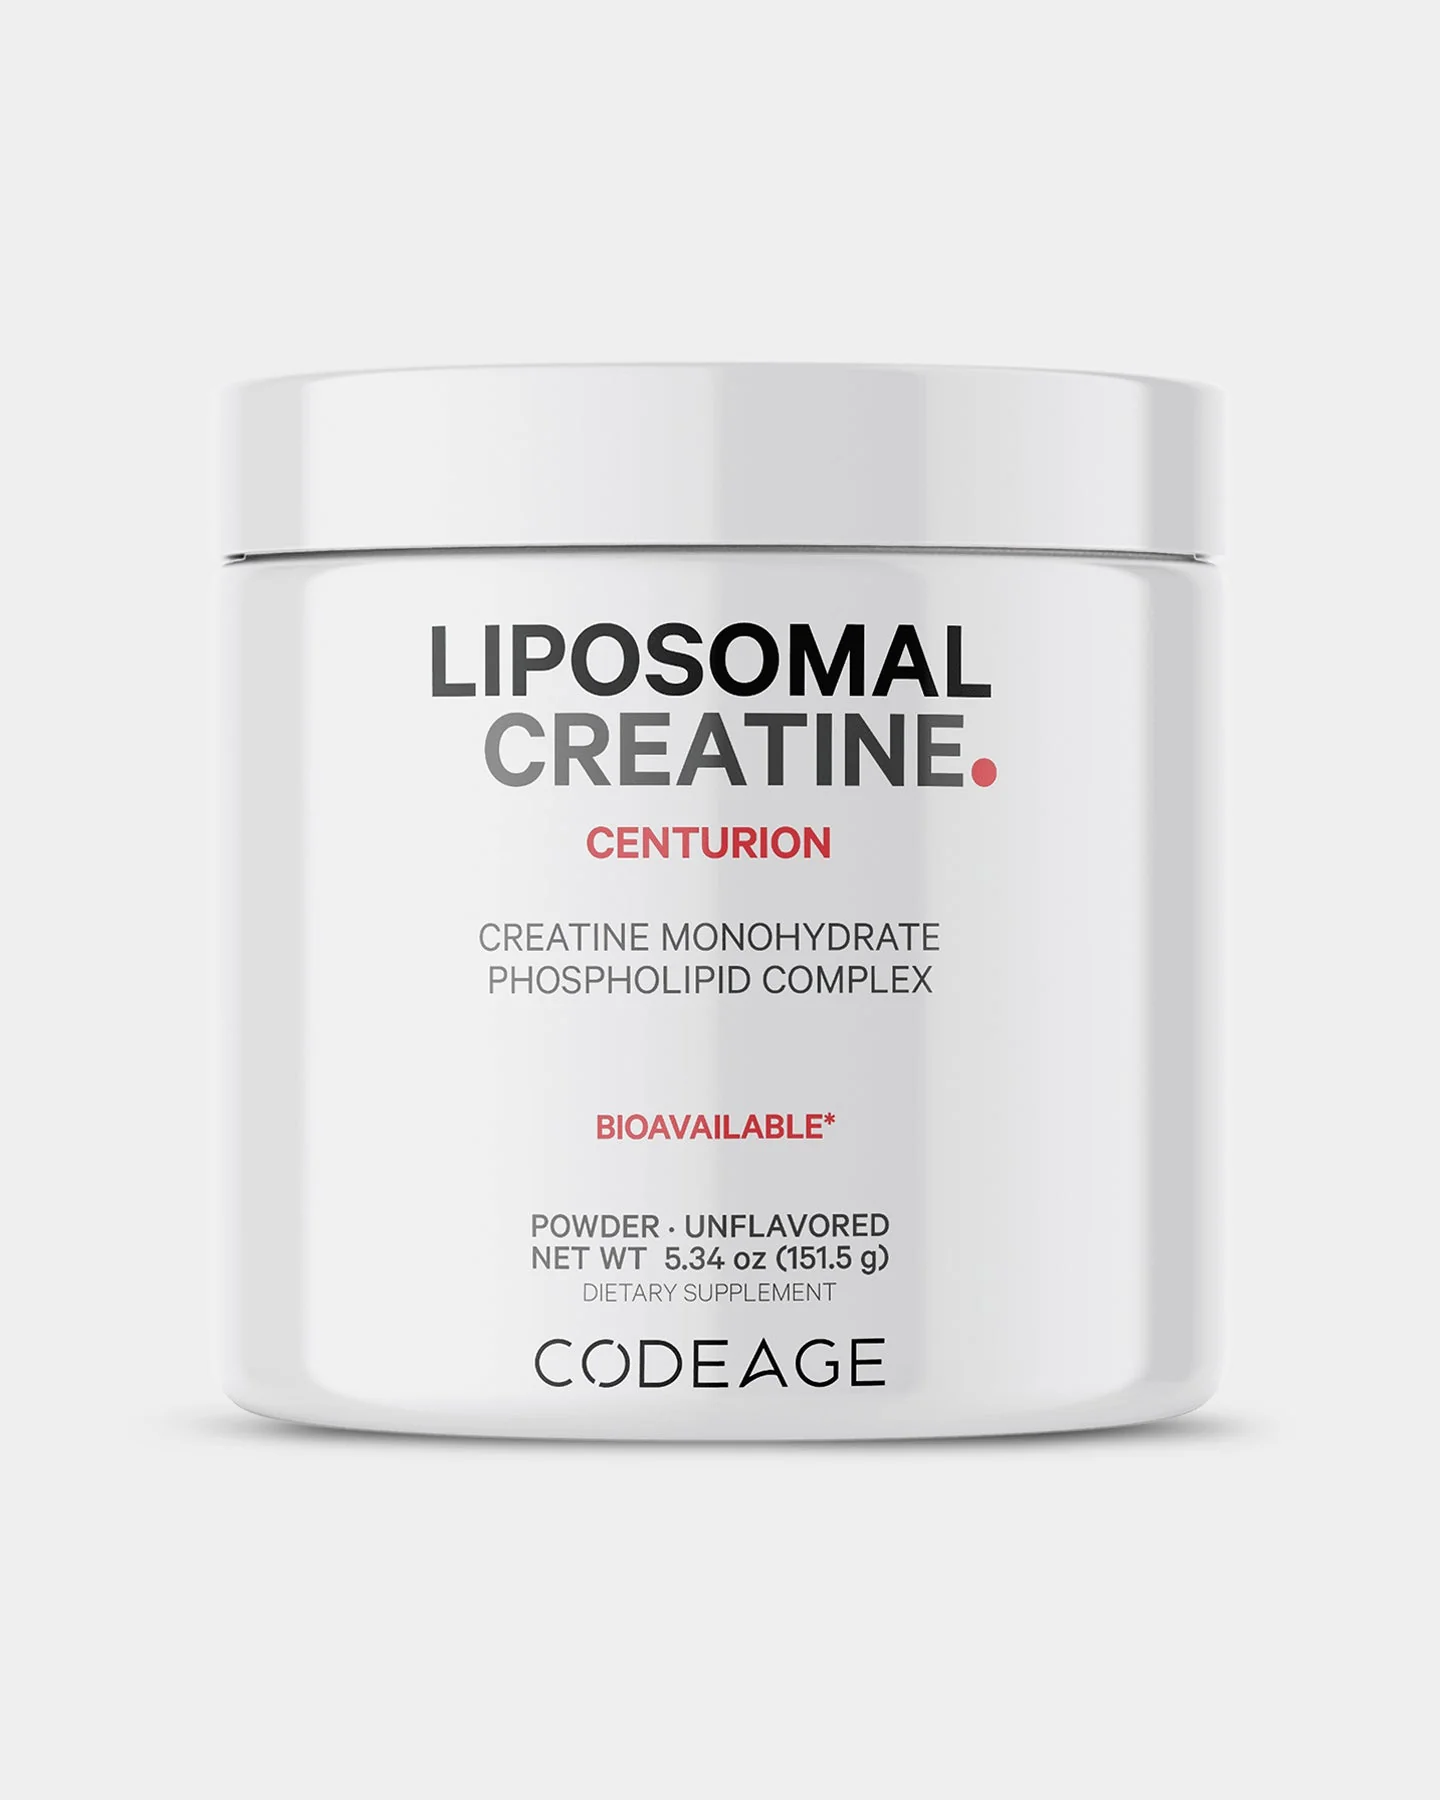 LIPOSOMAL
CREATINE.
CENTURION
CREATINE MONOHYDRATE
PHOSPHOLIPID COMPLEX
BIOAVAILABLE*
POWDER · UNFLAVORED
NET WT 5.34 oz (151.5 g)
DIETARY SUPPLEMENT
CODEAGE